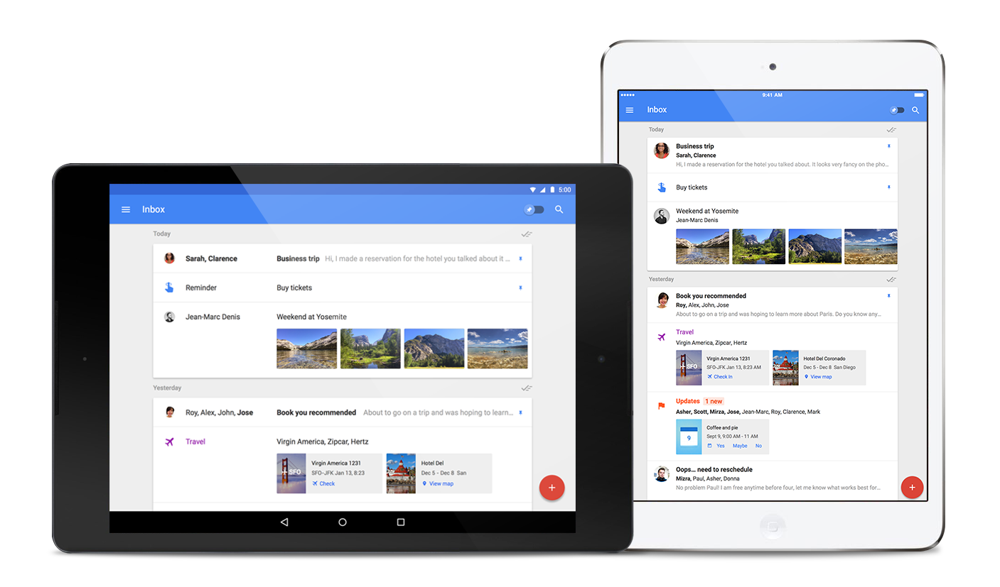 5:00
Inbox
Today
Sarah, Clarence Business trip Hi, I made a reservation for the hotel you talked about it ...
Reminder Buy tickets
Jean-Marc Denis Weekend at Yosemite
Yesterday
Roy, Alex, John, Jose Book you recommended About to go on a trip and was hoping to learn...
Travel Virgin America, Zipcar, Hertz
SFO
Virgin America 1231
SFO-JFK Jan 13, 8:23
Check
Hotel Del
Dec 5 - Dec 8 San
View map
9:41 AM
Inbox
Today
Business trip
Sarah, Clarence
Hi, I made a reservation for the hotel you talked about. It looks very fancy on the pho...
Buy tickets
Weekend at Yosemite
Jean-Marc Denis
Yesterday
Book you recommended
Roy, Alex, John, Jose
About to go on a trip and was hoping to learn more about Paris. Do you know any...
Travel
Virgin America, Zipcar, Hertz
SFO
Virgin America 1231
SFO-JFK Jan 13, 8:23 AM
Check In
Hotel Del Coronado
Dec 5 - Dec 8 San Diego
View map
Updates 1 new
Asher, Scott, Mirza, Jose, Jean-Marc, Roy, Clarence, Mark
9
Coffee and pie
Sept 9, 9:00 AM - 11 AM
Yes Maybe No
Oops... need to reschedule
Mizra, Paul, Asher, Donna
No problem Paul! I am free anytime before four, let me know what works best for...